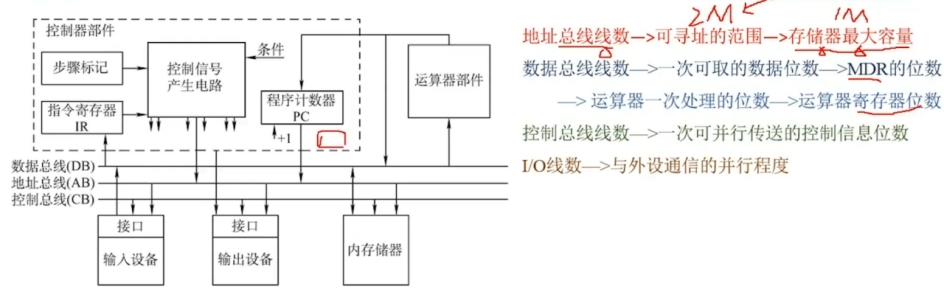 控制器部件
步骤标记
指令寄存器
IR
控制信号
产生电路
条件
程序计数器
PC
+1
运算器部件
数据总线(DB)
地址总线(AB)
控制总线(CB)
接口
输入设备
接口
输出设备
内存储器
2M
1M
地址总线线数—>可寻址的范围—>存储器最大容量
数据总线线数—>一次可取的数据位数—>MDR的位数
—> 运算器一次处理的位数—>运算器寄存器位数
控制总线线数—>一次可并行传送的控制信息位数
I/O线数—>与外设通信的并行程度